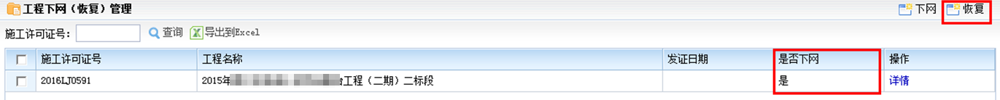 工程下网（恢复）管理 下网 恢复
施工许可证号： 查询 导出到Excel
施工许可证号 工程名称 发证日期 是否下网 操作
2016LJ0591 2015年 台工程（二期）二标段 是 详情